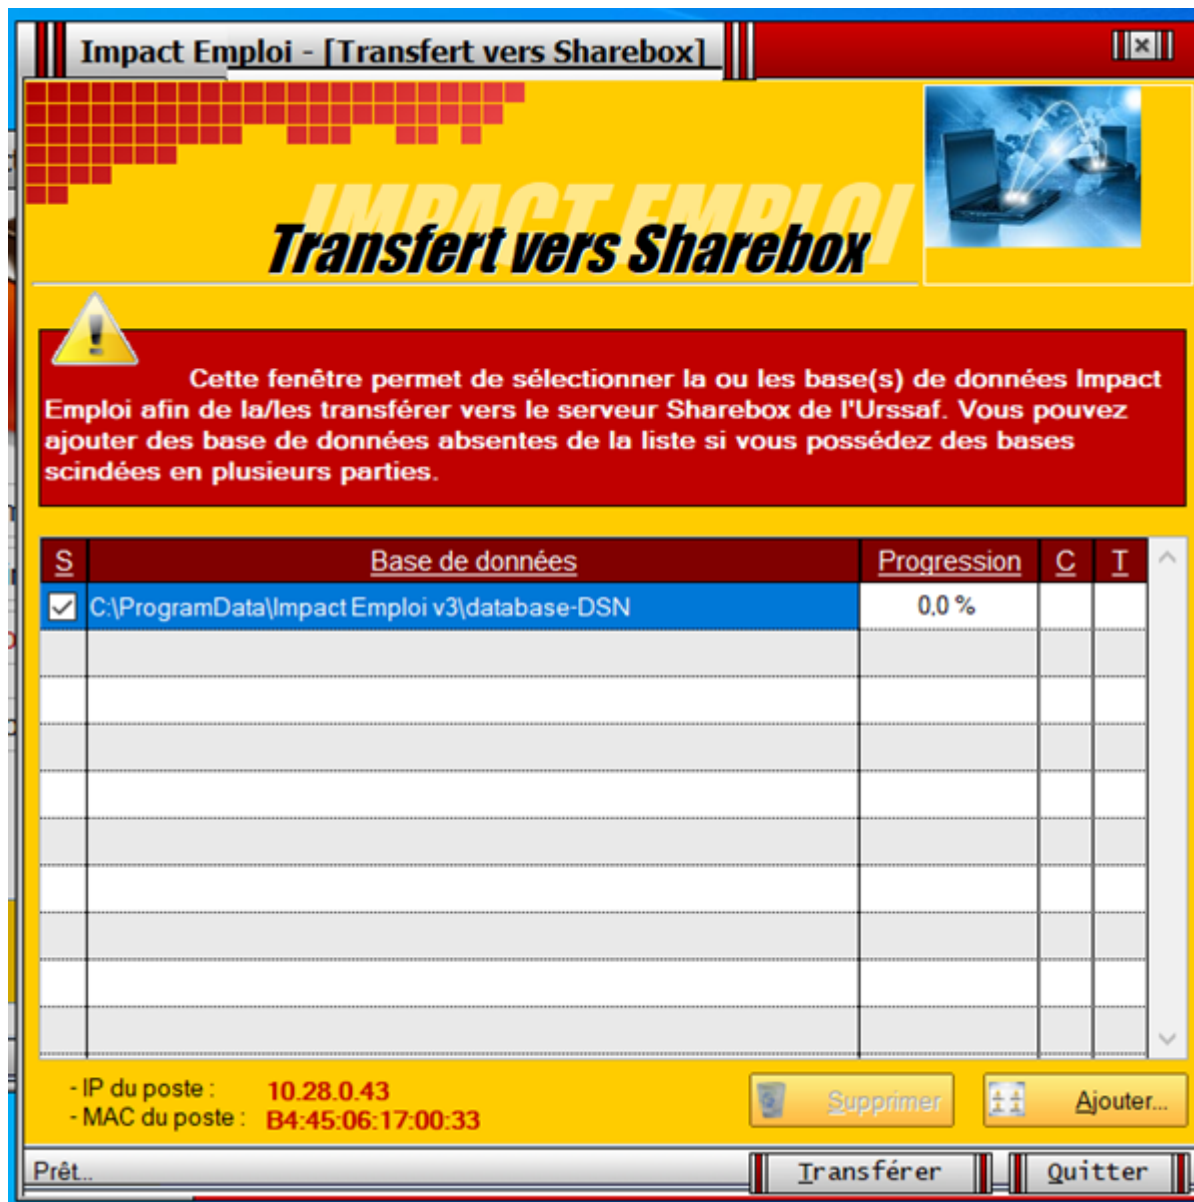 Impact Emploi - [Transfert vers Sharebox]
IMPACT EMPLOI
Transfert vers Sharebox
Cette fenêtre permet de sélectionner la ou les base(s) de données Impact
Emploi afin de la/les transférer vers le serveur Sharebox de l'Urssaf. Vous pouvez
ajouter des base de données absentes de la liste si vous possédez des bases
scindées en plusieurs parties.
S Base de données Progression C T
C:\ProgramData\Impact Emploi v3\database-DSN 0,0 %
- IP du poste : 10.28.0.43
- MAC du poste : B4:45:06:17:00:33
Supprimer Ajouter...
Prêt... Transférer Quitter